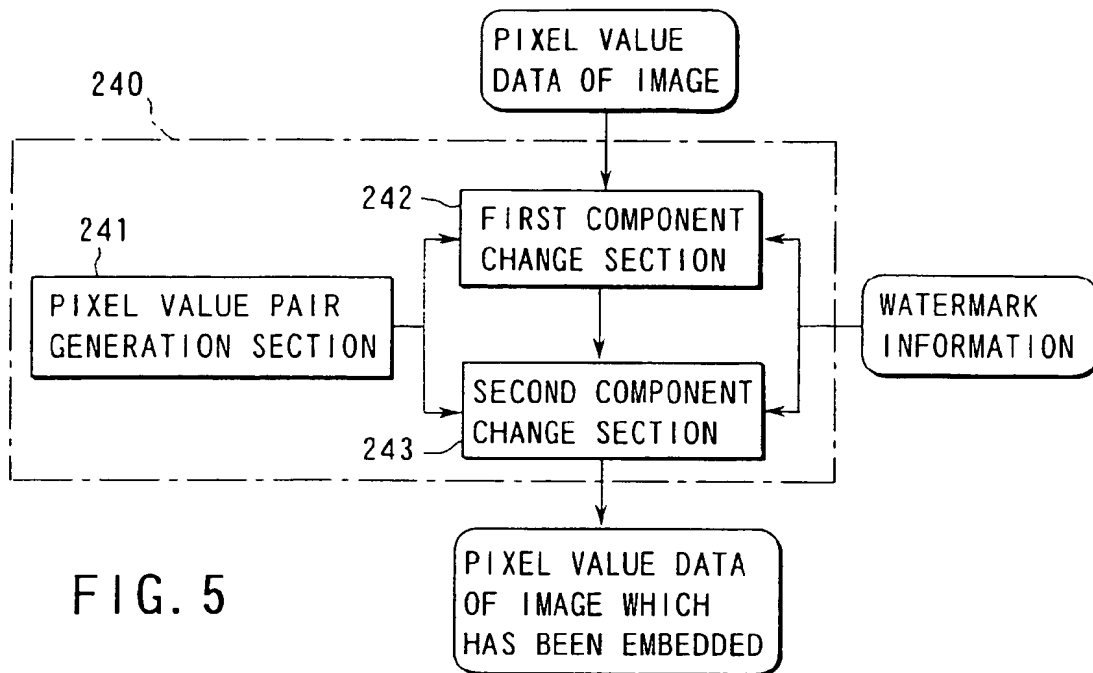 PIXEL VALUE
DATA OF IMAGE
240
242
FIRST COMPONENT
CHANGE SECTION
241
PIXEL VALUE PAIR
GENERATION SECTION
WATERMARK
INFORMATION
SECOND COMPONENT
CHANGE SECTION
243
PIXEL VALUE DATA
OF IMAGE WHICH
HAS BEEN EMBEDDED
FIG. 5